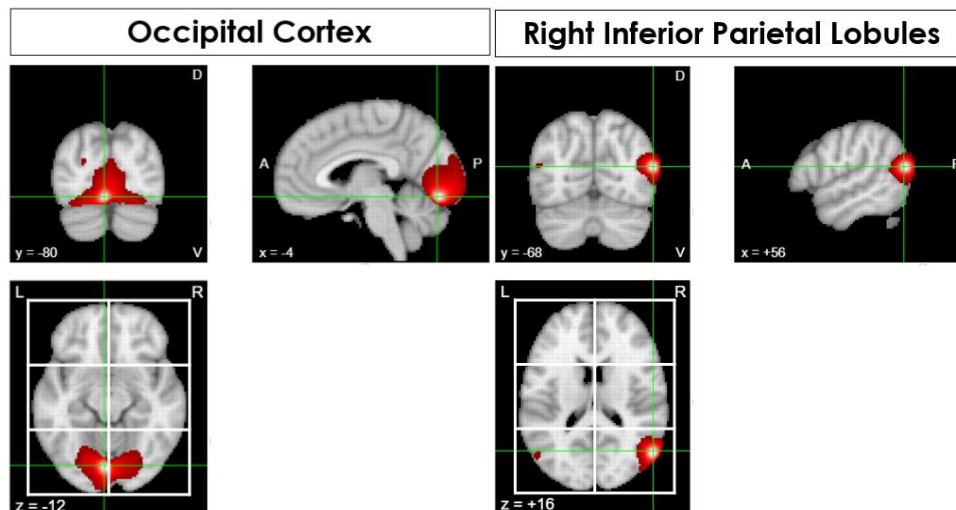 Occipital Cortex
Right Inferior Parietal Lobules
D
V
y = -80
A
P
x = -4
D
V
y = -68
A
P
x = +56
L
R
z = -12
L
R
z = +16